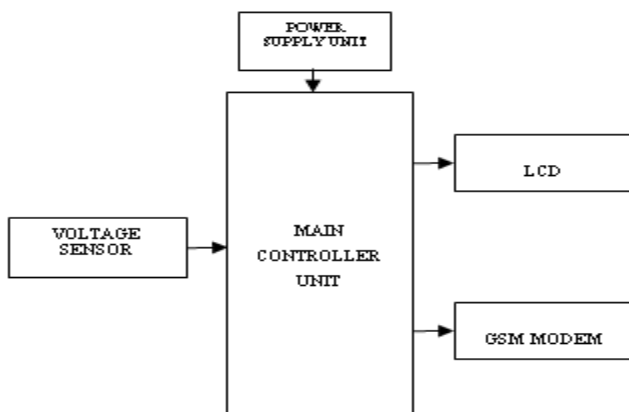 POWER
SUPPLY UNIT
LCD
VOLTAGE
SENSOR
MAIN
CONTROLLER
UNIT
GSM MODEM